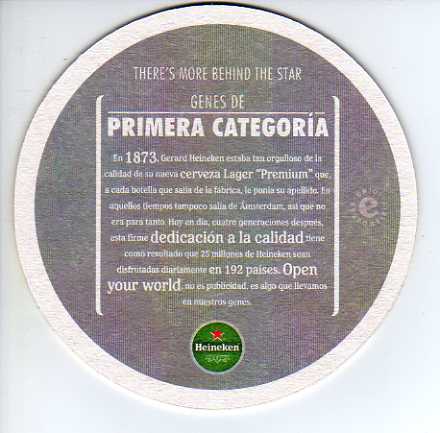 THERE'S MORE BEHIND THE STAR
GENES DE
PRIMERA CATEGORÍA
En 1873, Gerard Heineken estaba tan orgulloso de la
calidad de su nueva cerveza Lager "Premium" que,
a cada botella que salía de la fábrica, le ponía su apellido. En
aquellos tiempos tampoco salía de Ámsterdam, así que no
era para tanto. Hoy en día, cuatro generaciones después,
esta firme dedicación a la calidad tiene
como resultado que 25 millones de Heineken sean
disfrutadas diariamente en 192 países. Open
your world, no es publicidad, es algo que llevamos
en nuestros genes.
Heineken